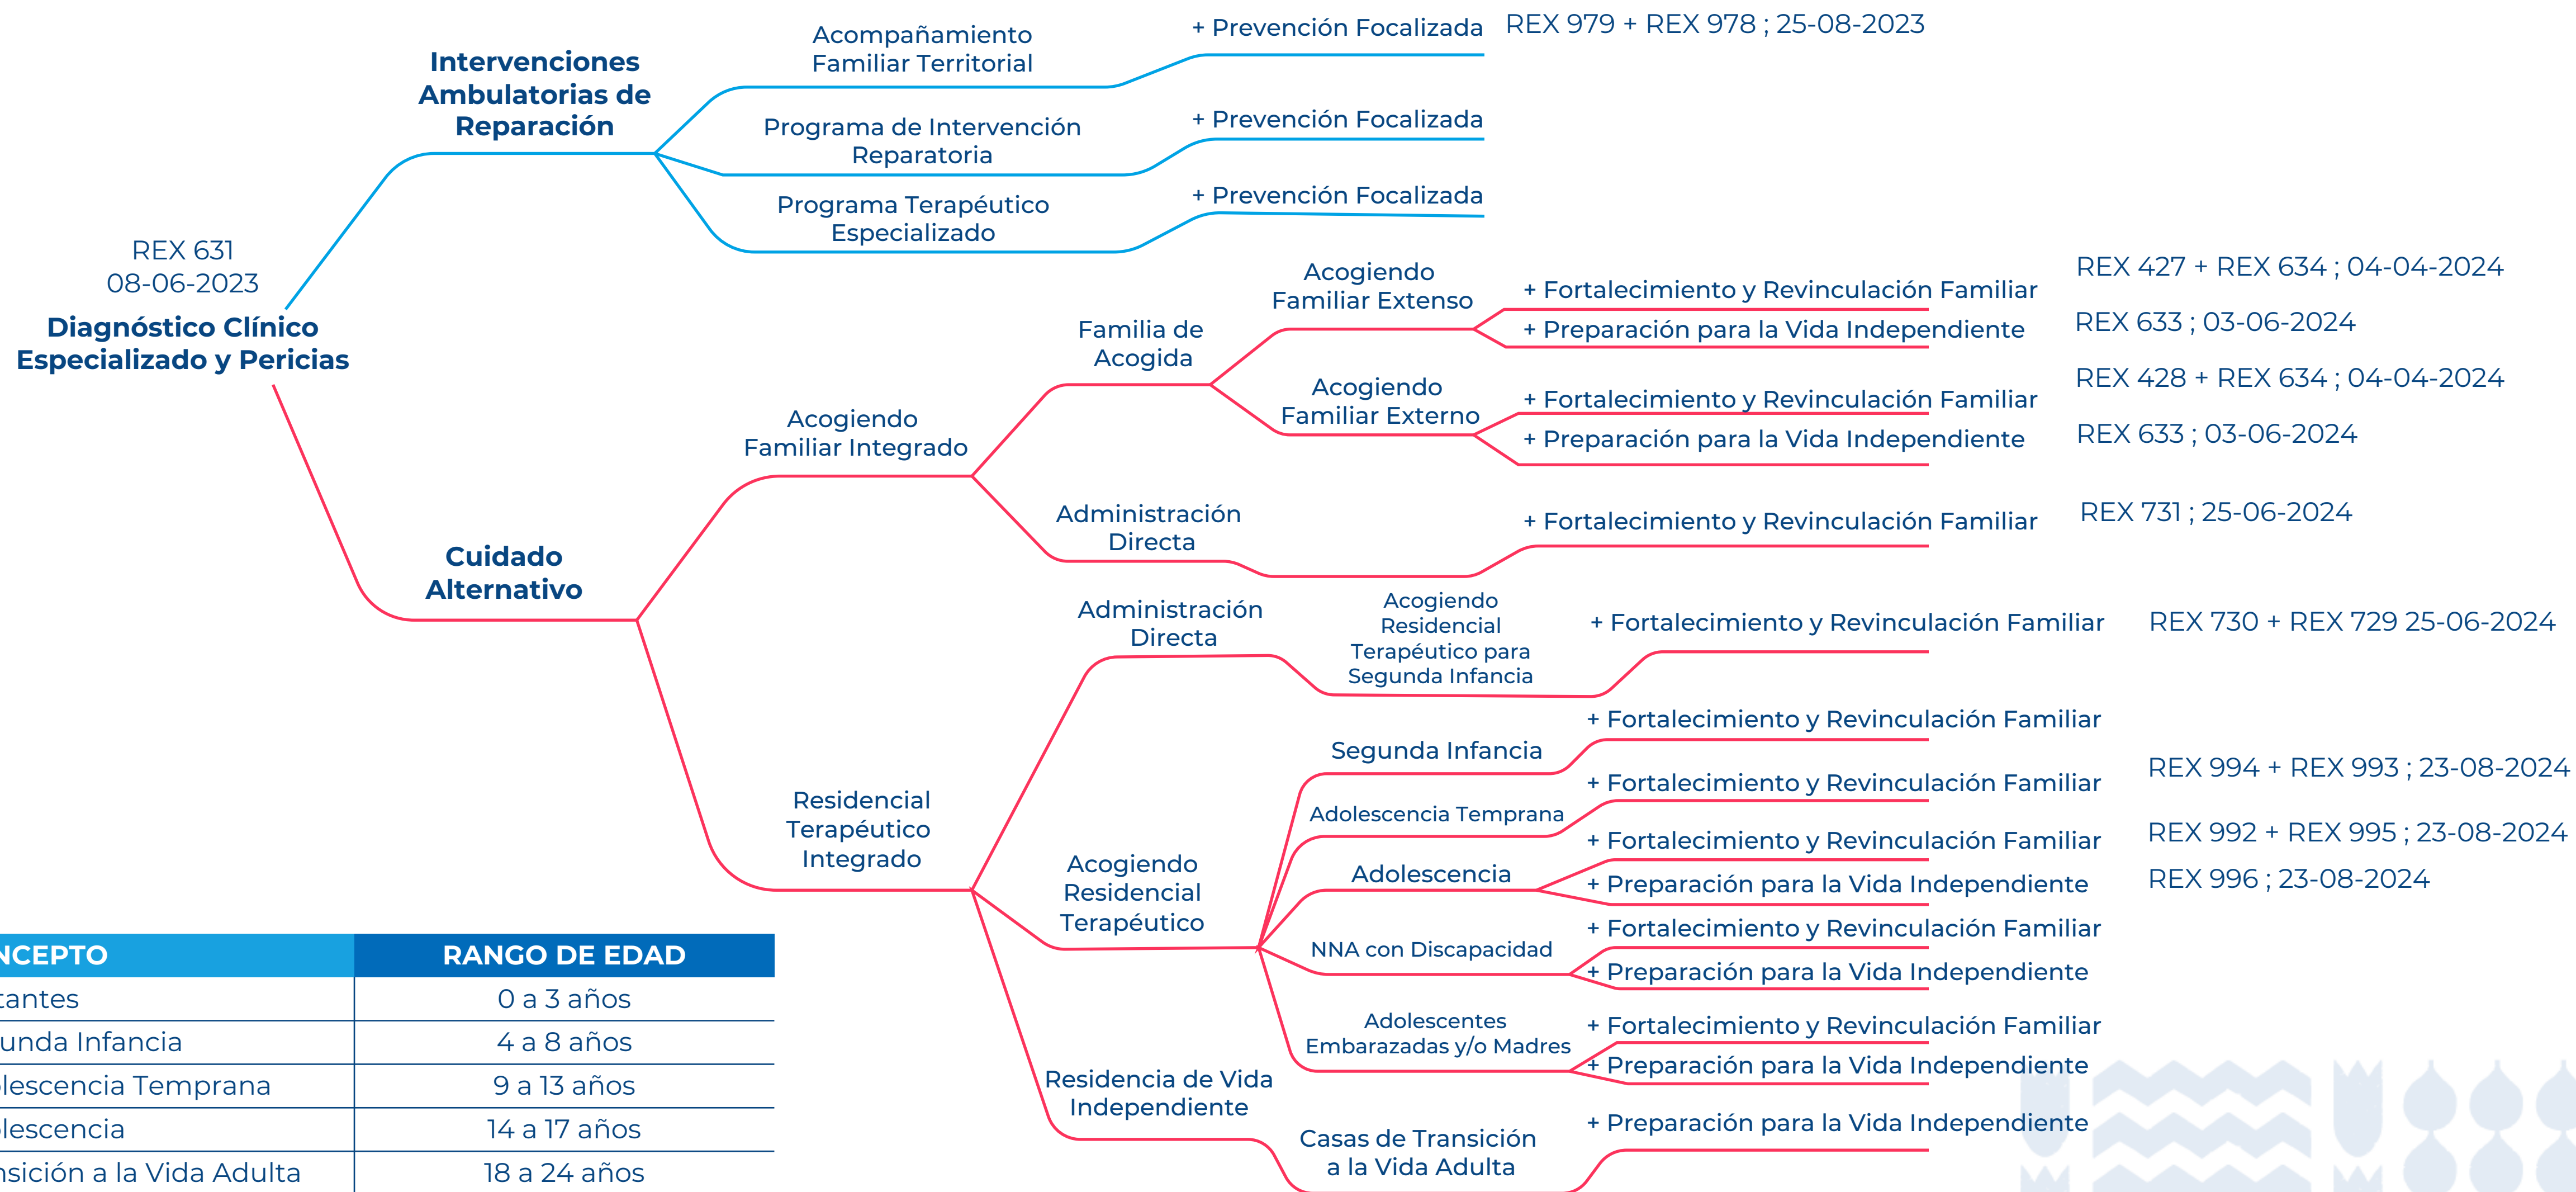 REX 631
08-06-2023
Diagnóstico Clínico
Especializado y Pericias
Intervenciones
Ambulatorias de
Reparación
Acompañamiento
Familiar Territorial
+ Prevención Focalizada
REX 979 + REX 978 ; 25-08-2023
Programa de Intervención
Reparatoria
+ Prevención Focalizada
Programa Terapéutico
Especializado
+ Prevención Focalizada
Cuidado
Alternativo
Acogiendo
Familiar Integrado
Familia de
Acogida
Acogiendo
Familiar Extenso
+ Fortalecimiento y Revinculación Familiar
REX 427 + REX 634 ; 04-04-2024
+ Preparación para la Vida Independiente
REX 633 ; 03-06-2024
Acogiendo
Familiar Externo
+ Fortalecimiento y Revinculación Familiar
REX 428 + REX 634 ; 04-04-2024
+ Preparación para la Vida Independiente
REX 633 ; 03-06-2024
Administración
Directa
+ Fortalecimiento y Revinculación Familiar
REX 731 ; 25-06-2024
Residencial
Terapéutico
Integrado
Administración
Directa
Acogiendo
Residencial
Terapéutico para
Segunda Infancia
+ Fortalecimiento y Revinculación Familiar
REX 730 + REX 729 25-06-2024
Acogiendo
Residencial
Terapéutico
Segunda Infancia
+ Fortalecimiento y Revinculación Familiar
Adolescencia Temprana
+ Fortalecimiento y Revinculación Familiar
REX 994 + REX 993 ; 23-08-2024
Adolescencia
+ Fortalecimiento y Revinculación Familiar
REX 992 + REX 995 ; 23-08-2024
+ Preparación para la Vida Independiente
REX 996 ; 23-08-2024
NNA con Discapacidad
+ Fortalecimiento y Revinculación Familiar
+ Preparación para la Vida Independiente
Adolescentes
Embarazadas y/o Madres
+ Fortalecimiento y Revinculación Familiar
+ Preparación para la Vida Independiente
Residencia de Vida
Independiente
Casas de Transición
a la Vida Adulta
+ Preparación para la Vida Independiente
NCEPTO RANGO DE EDAD
tantes 0 a 3 años
unda Infancia 4 a 8 años
lescencia Temprana 9 a 13 años
lescencia 14 a 17 años
nsición a la Vida Adulta 18 a 24 años